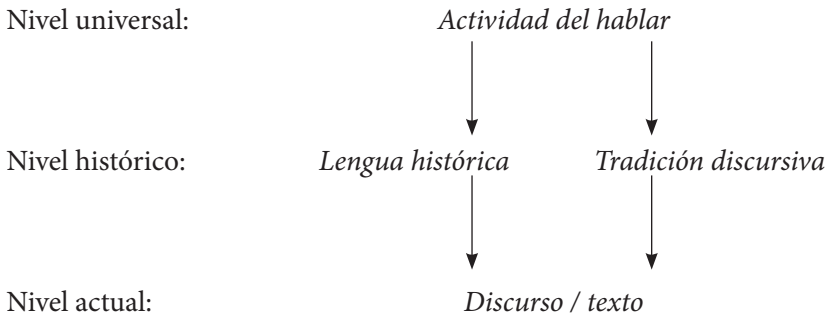 Nivel universal: Actividad del hablar
Nivel histórico: Lengua histórica Tradición discursiva
Nivel actual: Discurso / texto